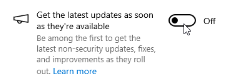 Get the latest updates as soon
as they're available
Off
Be among the first to get the
latest non-security updates, fixes,
and improvements as they roll
out. Learn more